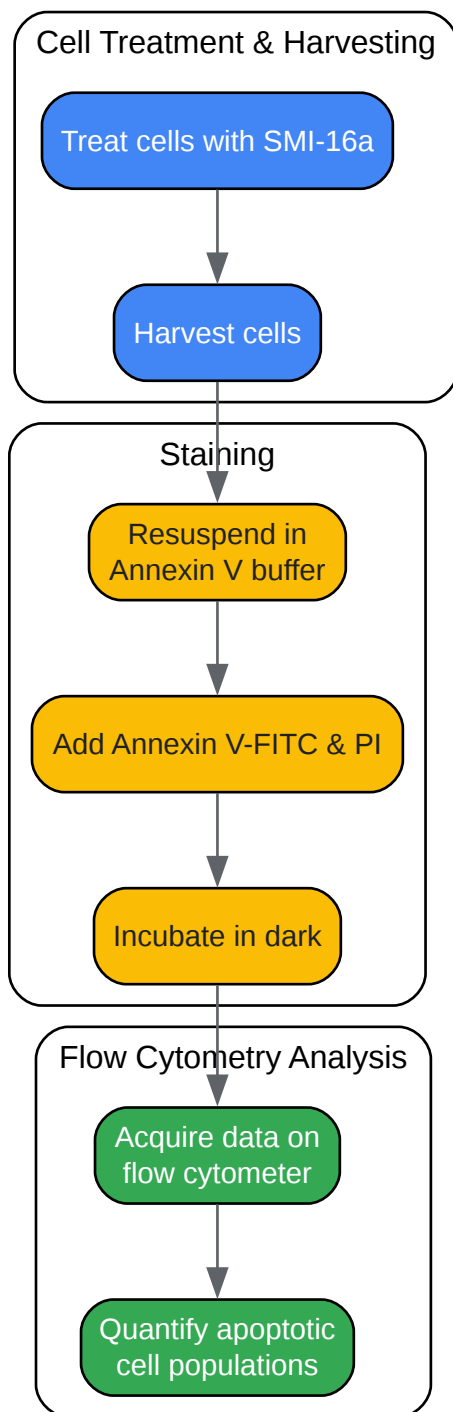 Cell Treatment & Harvesting
Treat cells with SMI-16a
Harvest cells
Staining
Resuspend in
Annexin V buffer
Add Annexin V-FITC & PI
Incubate in dark
Flow Cytometry Analysis
Acquire data on
flow cytometer
Quantify apoptotic
cell populations